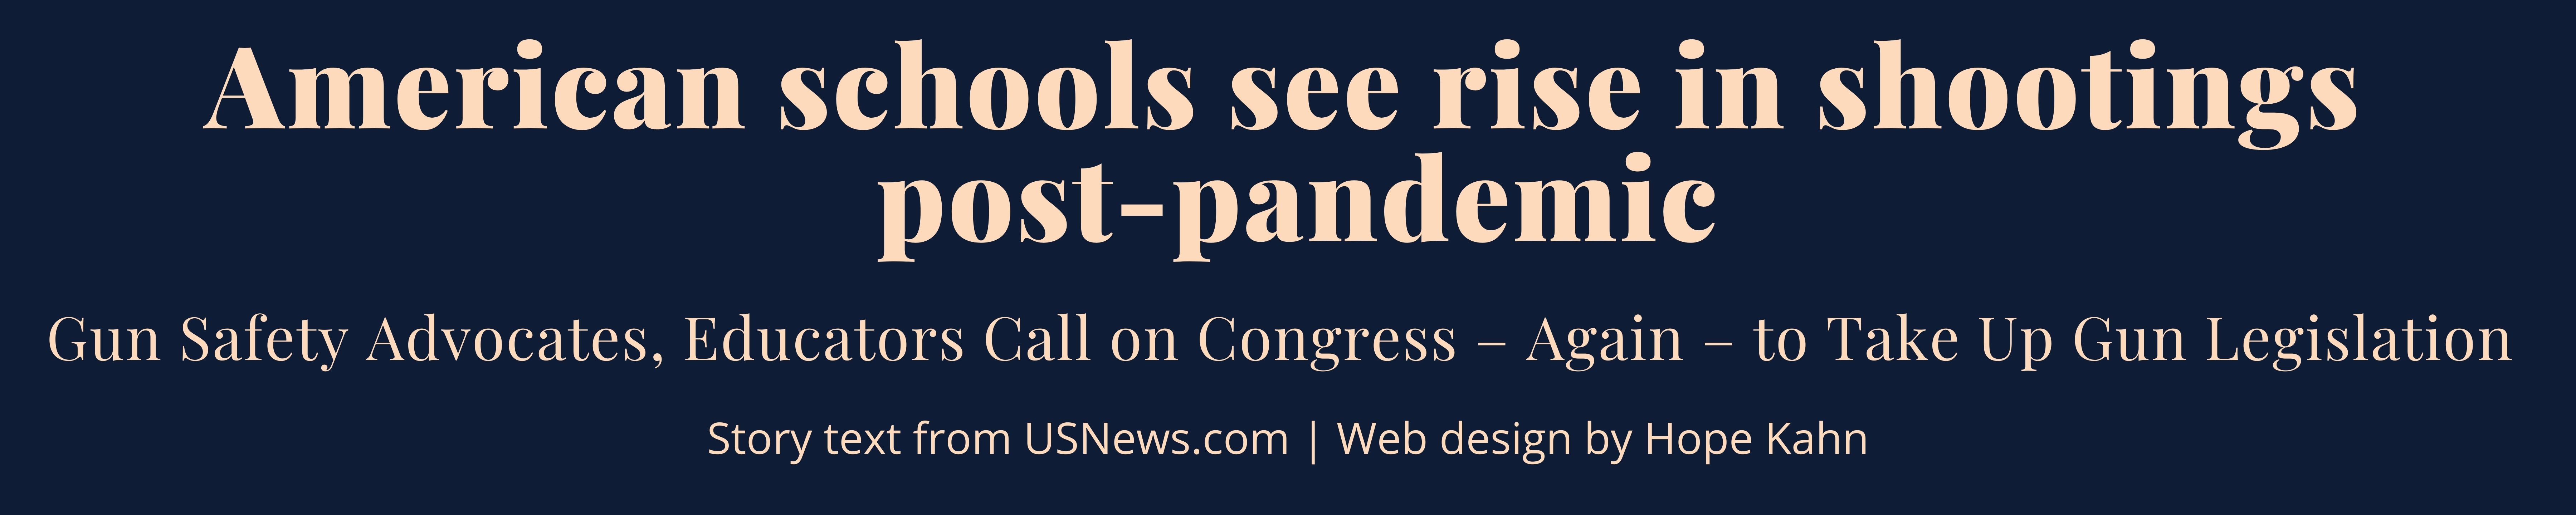 American schools see rise in shootings
post-pandemic
Gun Safety Advocates, Educators Call on Congress – Again – to Take Up Gun Legislation
Story text from USNews.com | Web design by Hope Kahn